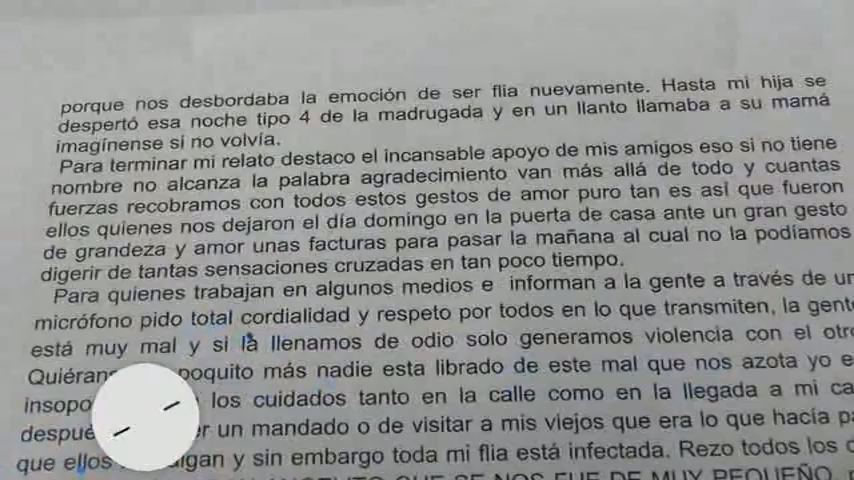 porque nos desbordaba la emoción de ser flia nuevamente. Hasta mi hija se
despertó esa noche tipo 4 de la madrugada y en un llanto llamaba a su mamá
imagínense si no volvía.
Para terminar mi relato destaco el incansable apoyo de mis amigos eso si no tiene
nombre no alcanza la palabra agradecimiento van más allá de todo y cuantas
fuerzas recobramos con todos estos gestos de amor puro tan es así que fueron
ellos quienes nos dejaron el día domingo en la puerta de casa ante un gran gesto
de grandeza y amor unas facturas para pasar la mañana al cual no la podíamos
digerir de tantas sensaciones cruzadas en tan poco tiempo.
Para quienes trabajan en algunos medios e informan a la gente a través de un
micrófono pido total cordialidad y respeto por todos en lo que transmiten, la gente
está muy mal y si la llenamos de odio solo generamos violencia con el otro
Quiéran poquito más nadie esta librado de este mal que nos azota yo e
insopo los cuidados tanto en la calle como en la llegada a mi ca
despué er un mandado o de visitar a mis viejos que era lo que hacía pa
que ellos igan y sin embargo toda mi flia está infectada. Rezo todos los d
QUE SE NOS FUE DE MUY PEQUEÑO